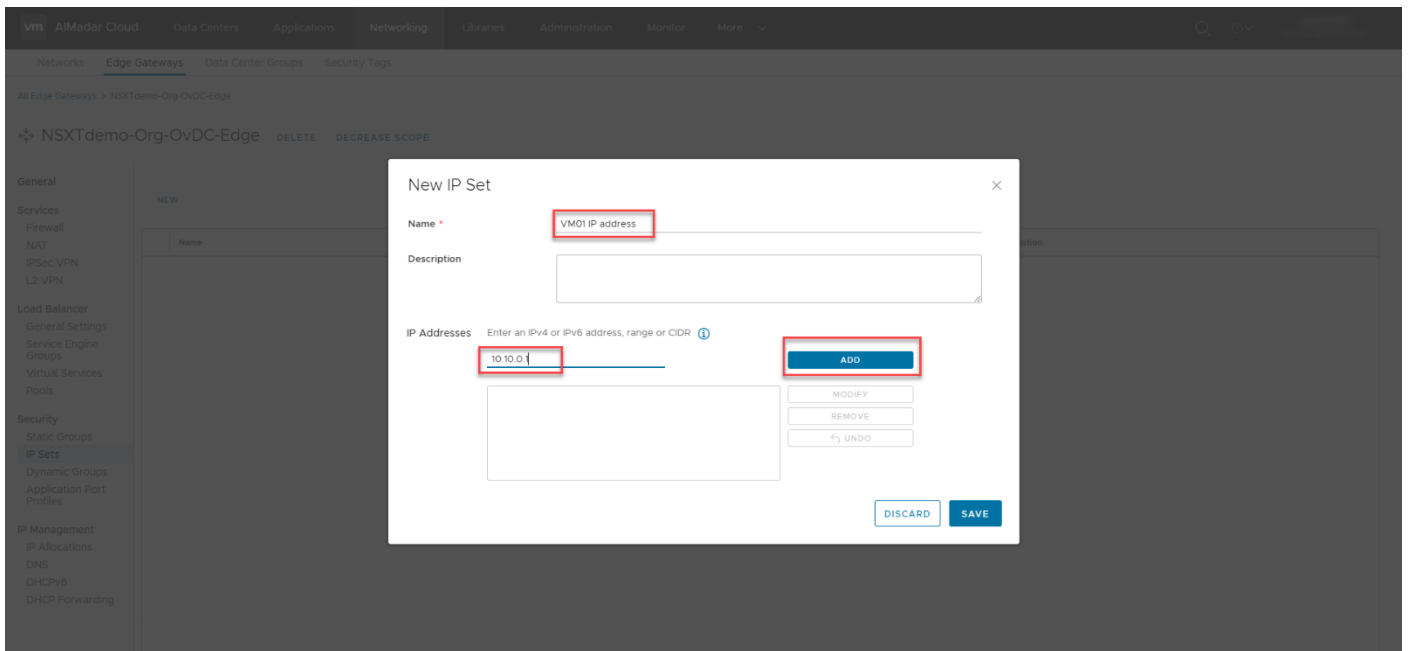 vm AlMadar Cloud Data Centers Applications Networking Libraries Administration Monitor More
Networks Edge Gateways Data Center Groups Security Tags
All Edge Gateways > NSXTdemo-Org-OvDC-Edge
NSXTdemo-Org-OvDC-Edge DELETE DECREASE SCOPE
General
Services
Firewall
NAT
IPSec VPN
L2 VPN
Load Balancer
General Settings
Service Engine
Groups
Virtual Services
Pools
Security
Static Groups
IP Sets
Dynamic Groups
Application Port
Profiles
IP Management
IP Allocations
DNS
DHCPv6
DHCP Forwarding
NEW
Name
New IP Set
Name *
VM01 IP address
Description
IP Addresses Enter an IPv4 or IPv6 address, range or CIDR
10.10.0.1
ADD
MODIFY
REMOVE
UNDO
DISCARD SAVE